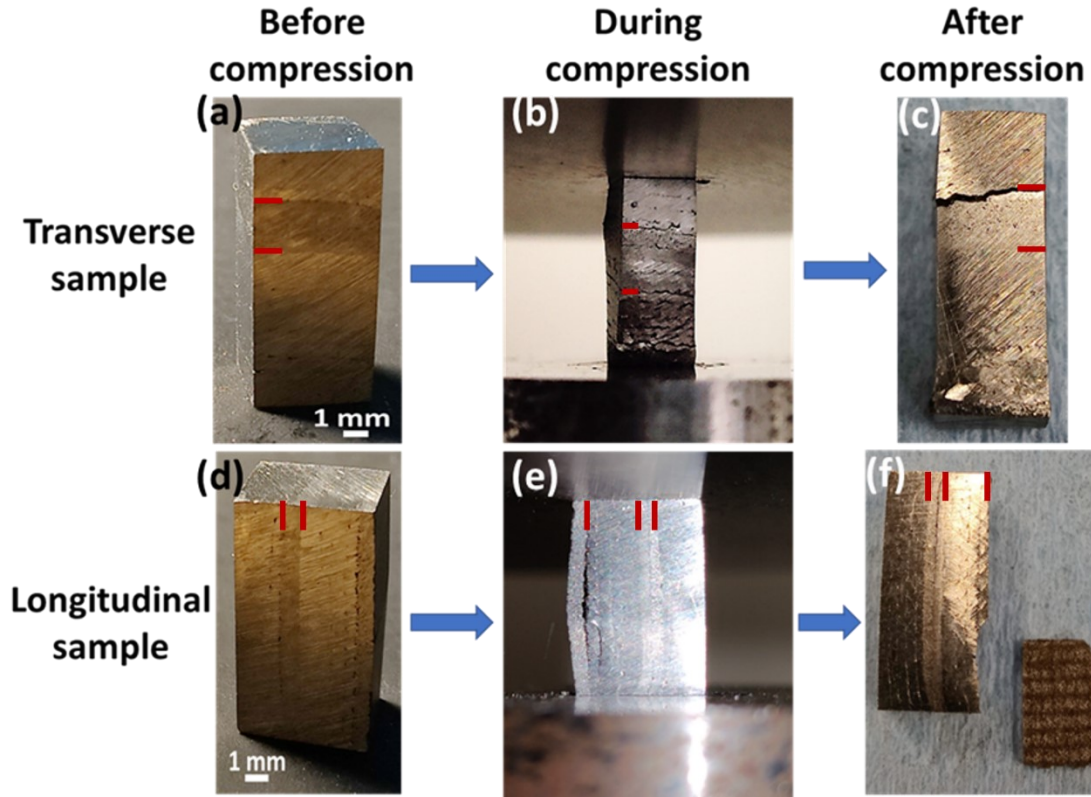 Before
compression
During
compression
After
compression
Transverse
sample
(a)
(b)
(c)
1 mm
Longitudinal
sample
(d)
(e)
(f)
1 mm